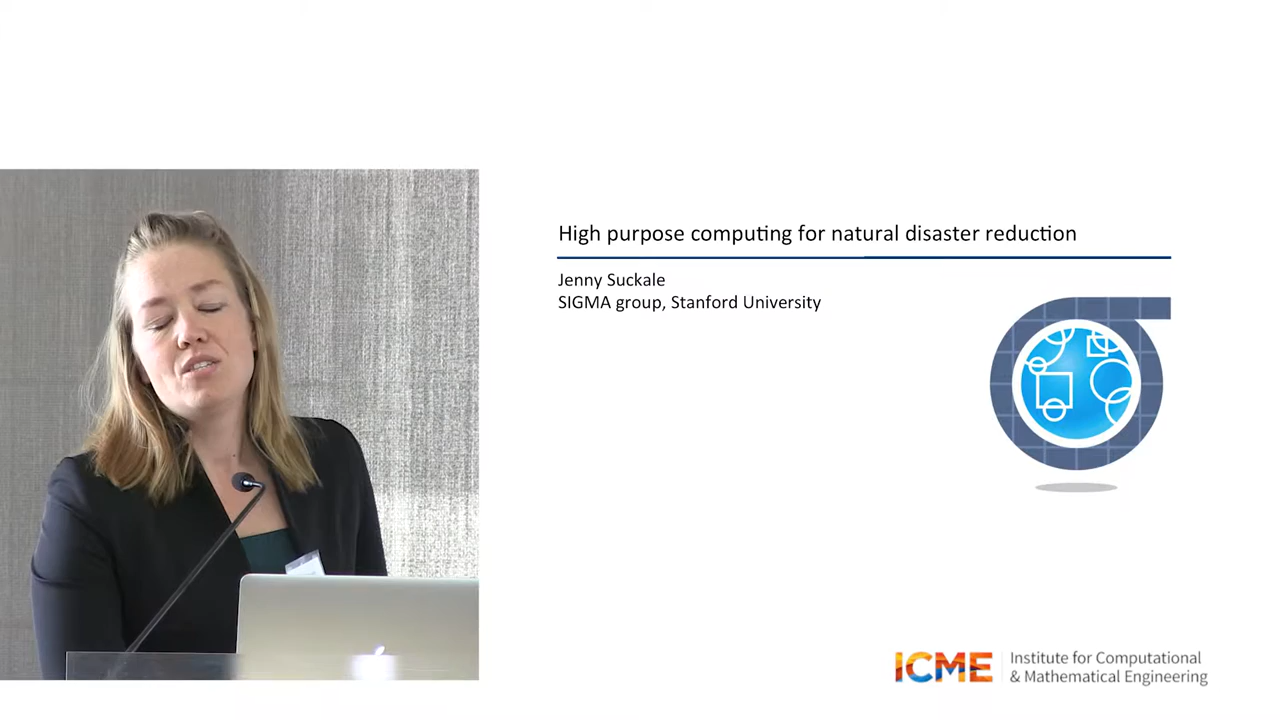 High purpose computing for natural disaster reduction
Jenny Suckale
SIGMA group, Stanford University
ICME
Institute for Computational
& Mathematical Engineering